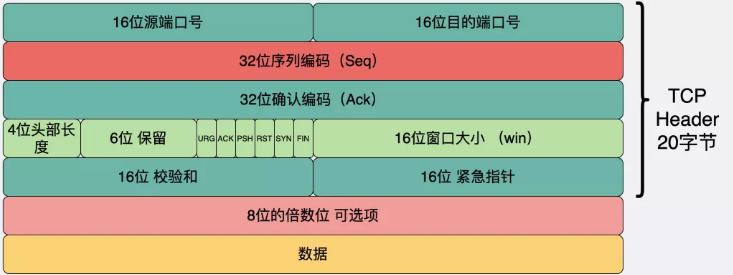 16位源端口号 16位目的端口号
32位序列编码（Seq）
32位确认编码（Ack）
4位头部长
度
6位 保留
URG ACK PSH RST SYN FIN
16位窗口大小 （win）
16位 校验和 16位 紧急指针
8位的倍数位 可选项
数据
TCP
Header
20字节